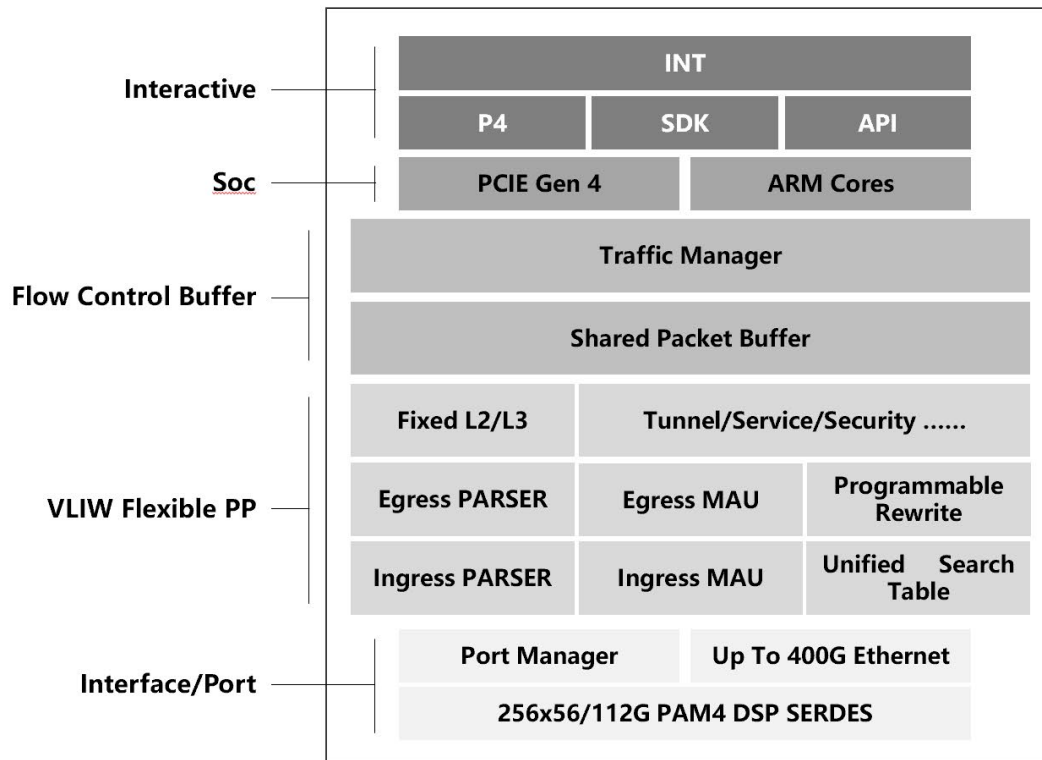 Interactive
INT
P4 SDK API
Soc
PCIE Gen 4 ARM Cores
Flow Control Buffer
Traffic Manager
Shared Packet Buffer
VLIW Flexible PP
Fixed L2/L3 Tunnel/Service/Security ......
Egress PARSER Egress MAU Programmable
Rewrite
Ingress PARSER Ingress MAU Unified Search
Table
Interface/Port
Port Manager Up To 400G Ethernet
256x56/112G PAM4 DSP SERDES